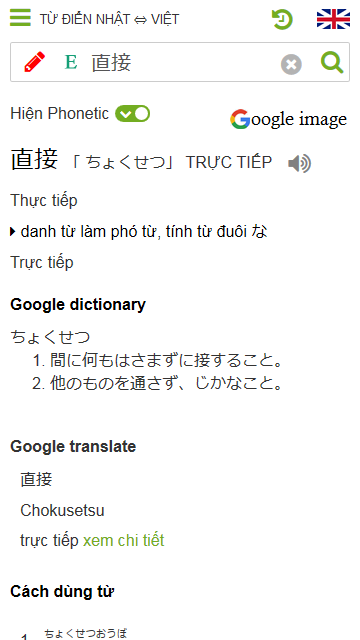 TỪ ĐIỂN NHẬT ⇔ VIỆT
E 直接
Hiện Phonetic
Google image
直接 「 ちょくせつ」 TRỰC TIẾP
Thực tiếp
danh từ làm phó từ, tính từ đuôi な
Trực tiếp
Google dictionary
ちょくせつ
1. 間に何もはさまずに接すること。
2. 他のものを通さず、じかなこと。
Google translate
直接
Chokusetsu
trực tiếp xem chi tiết
Cách dùng từ
1. ちょくせつおうぼ